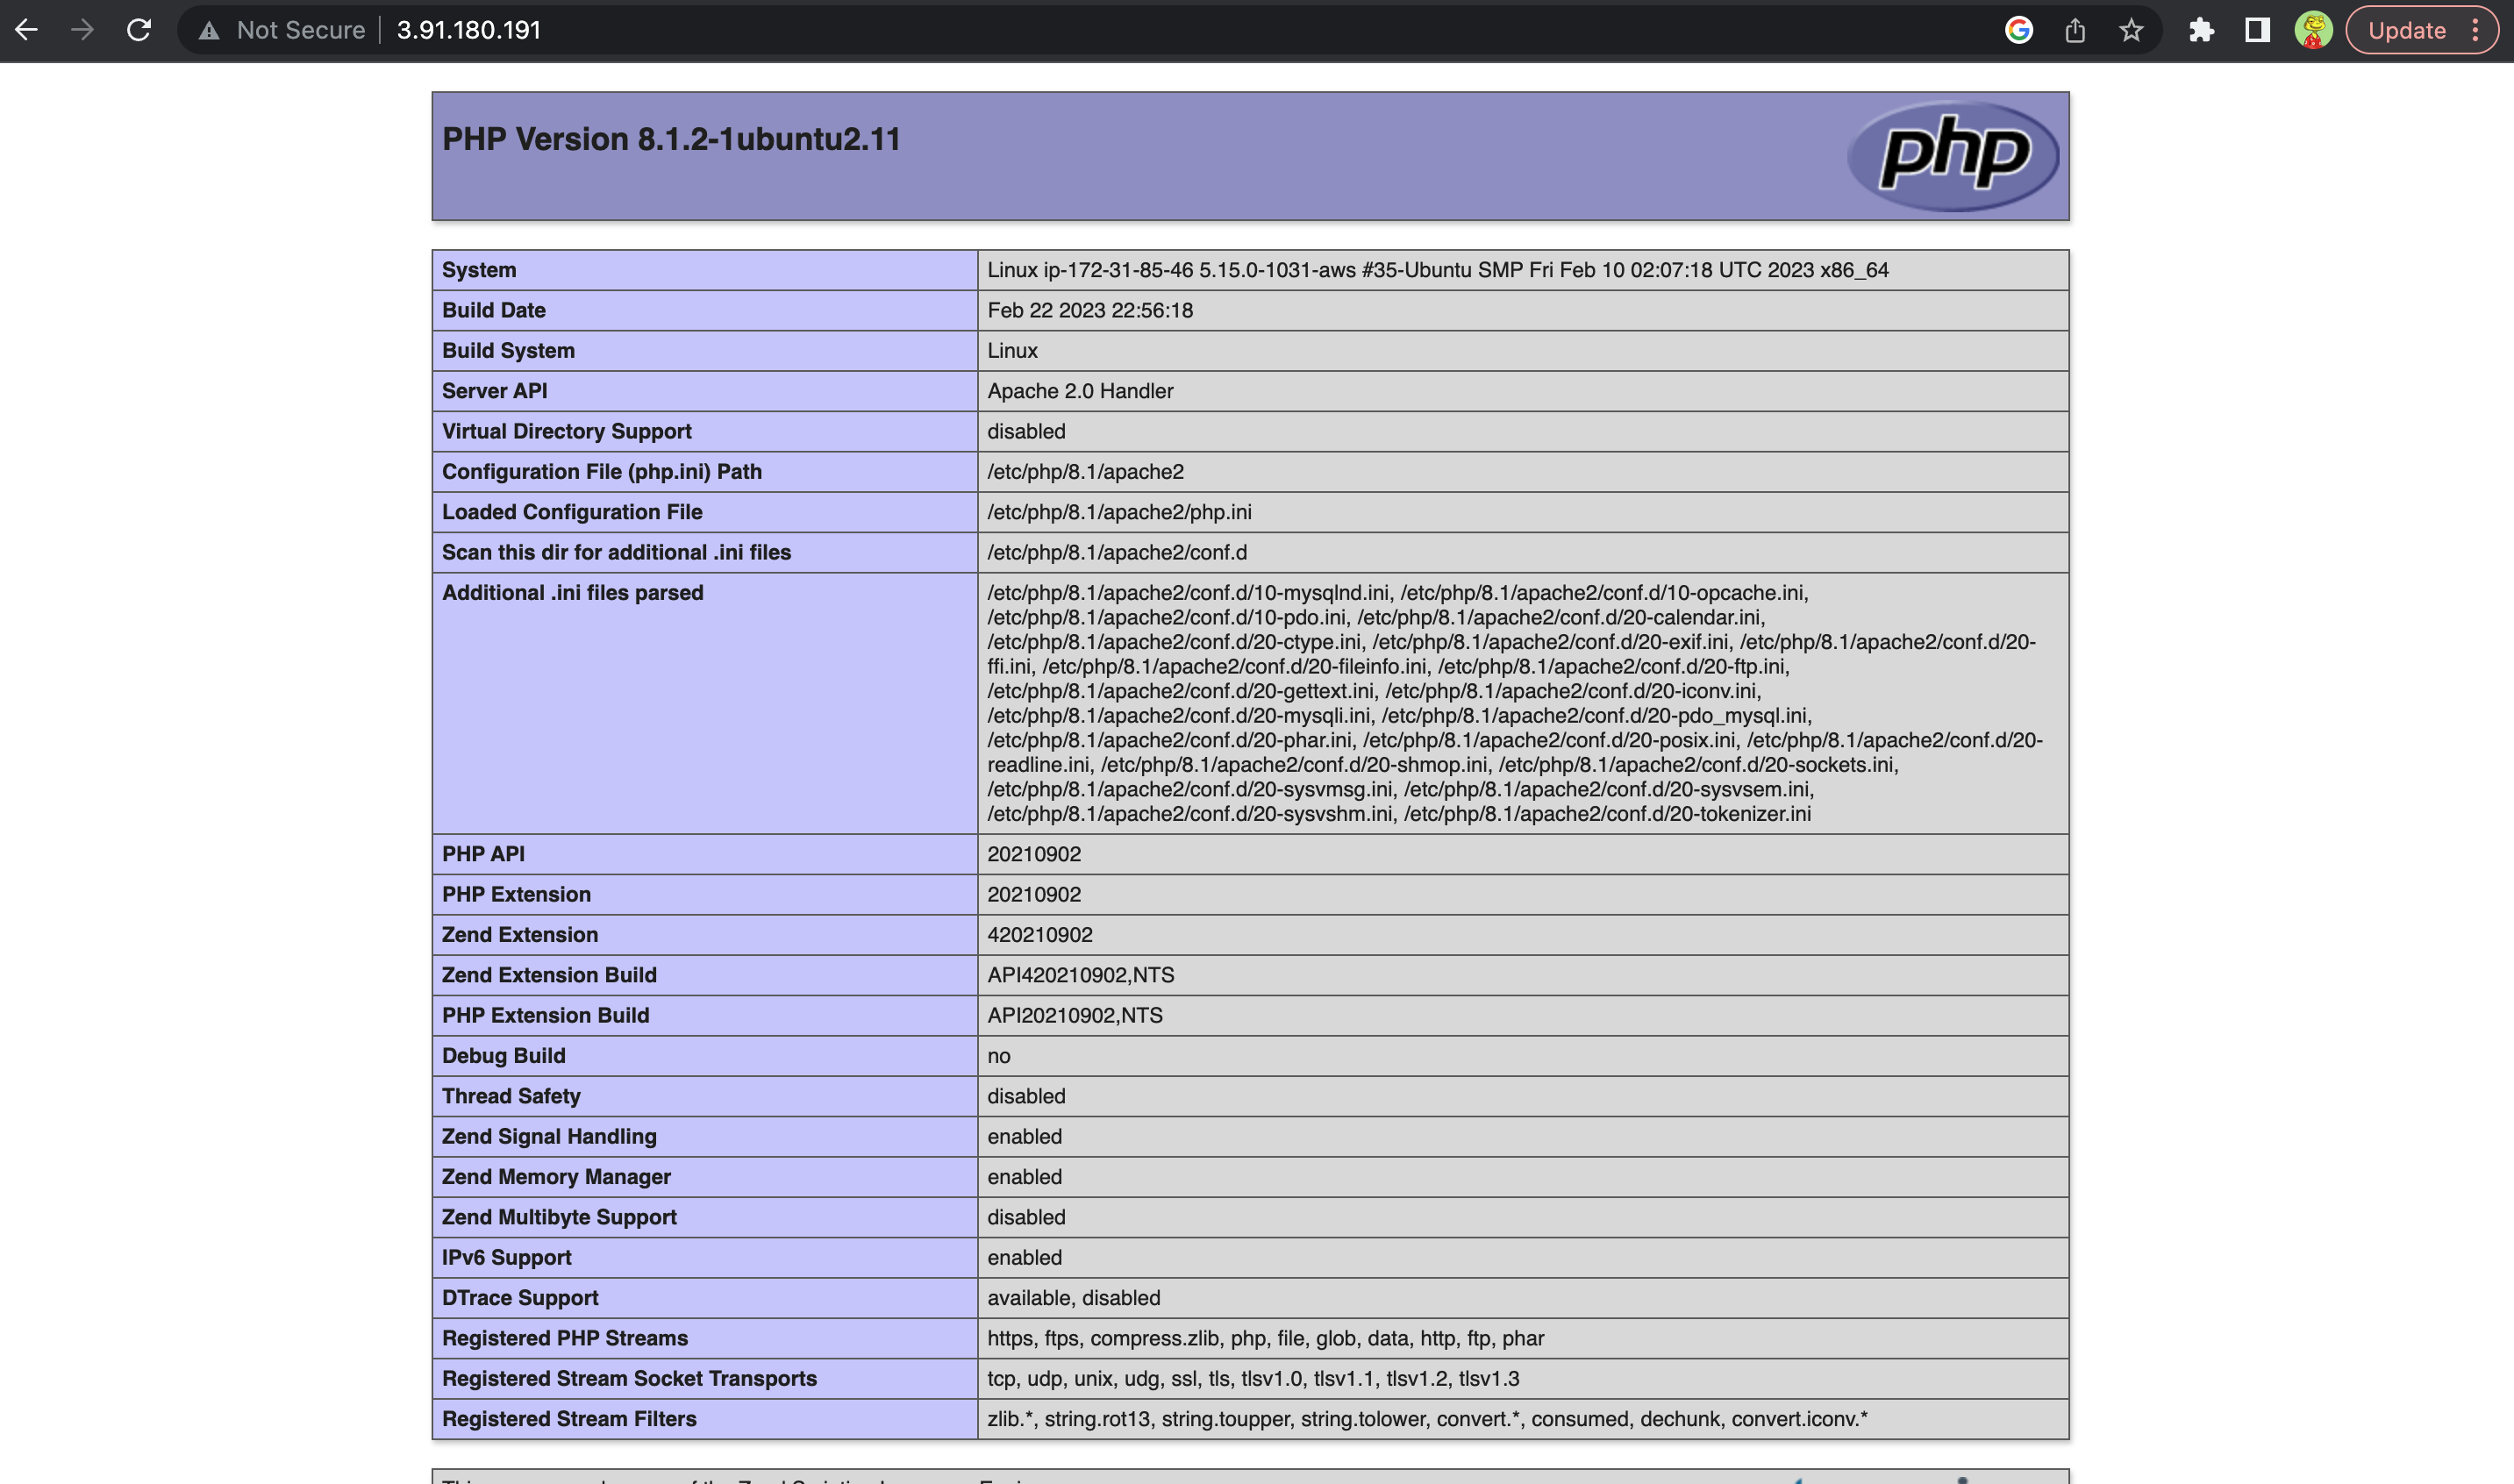 Not Secure 3.91.180.191 Update
PHP Version 8.1.2-1ubuntu2.11 php
System Linux ip-172-31-85-46 5.15.0-1031-aws #35-Ubuntu SMP Fri Feb 10 02:07:18 UTC 2023 x86_64
Build Date Feb 22 2023 22:56:18
Build System Linux
Server API Apache 2.0 Handler
Virtual Directory Support disabled
Configuration File (php.ini) Path /etc/php/8.1/apache2
Loaded Configuration File /etc/php/8.1/apache2/php.ini
Scan this dir for additional .ini files /etc/php/8.1/apache2/conf.d
Additional .ini files parsed /etc/php/8.1/apache2/conf.d/10-mysqlnd.ini, /etc/php/8.1/apache2/conf.d/10-opcache.ini,
/etc/php/8.1/apache2/conf.d/10-pdo.ini, /etc/php/8.1/apache2/conf.d/20-calendar.ini,
/etc/php/8.1/apache2/conf.d/20-ctype.ini, /etc/php/8.1/apache2/conf.d/20-exif.ini, /etc/php/8.1/apache2/conf.d/20-
ffi.ini, /etc/php/8.1/apache2/conf.d/20-fileinfo.ini, /etc/php/8.1/apache2/conf.d/20-ftp.ini,
/etc/php/8.1/apache2/conf.d/20-gettext.ini, /etc/php/8.1/apache2/conf.d/20-iconv.ini,
/etc/php/8.1/apache2/conf.d/20-mysqli.ini, /etc/php/8.1/apache2/conf.d/20-pdo_mysql.ini,
/etc/php/8.1/apache2/conf.d/20-phar.ini, /etc/php/8.1/apache2/conf.d/20-posix.ini, /etc/php/8.1/apache2/conf.d/20-
readline.ini, /etc/php/8.1/apache2/conf.d/20-shmop.ini, /etc/php/8.1/apache2/conf.d/20-sockets.ini,
/etc/php/8.1/apache2/conf.d/20-sysvmsg.ini, /etc/php/8.1/apache2/conf.d/20-sysvsem.ini,
/etc/php/8.1/apache2/conf.d/20-sysvshm.ini, /etc/php/8.1/apache2/conf.d/20-tokenizer.ini
PHP API 20210902
PHP Extension 20210902
Zend Extension 420210902
Zend Extension Build API420210902,NTS
PHP Extension Build API20210902,NTS
Debug Build no
Thread Safety disabled
Zend Signal Handling enabled
Zend Memory Manager enabled
Zend Multibyte Support disabled
IPv6 Support enabled
DTrace Support available, disabled
Registered PHP Streams https, ftps, compress.zlib, php, file, glob, data, http, ftp, phar
Registered Stream Socket Transports tcp, udp, unix, udg, ssl, tls, tlsv1.0, tlsv1.1, tlsv1.2, tlsv1.3
Registered Stream Filters zlib.*, string.rot13, string.toupper, string.tolower, convert.*, consumed, dechunk, convert.iconv.*